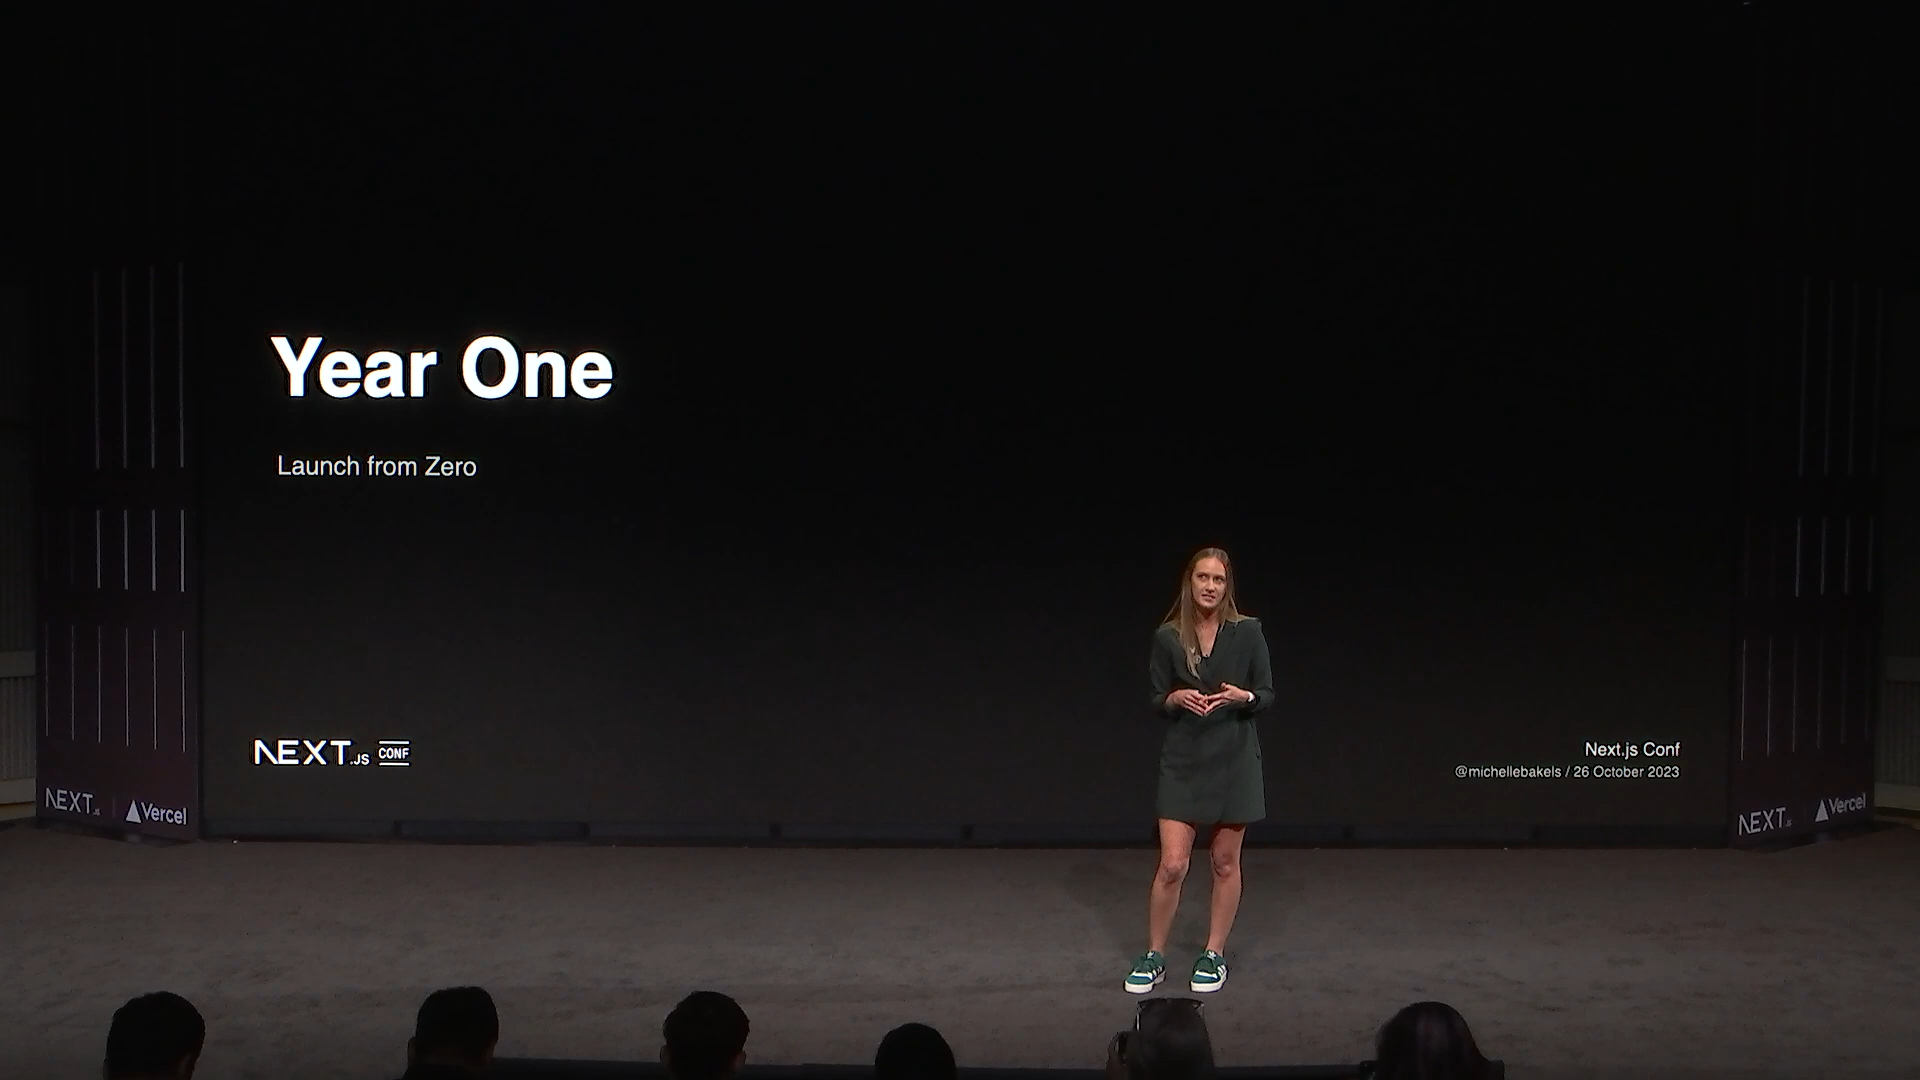 Year One
Launch from Zero
NEXT.JS CONF
Next.js Conf
@michellebakels / 26 October 2023
NEXT.JS | Vercel
NEXT.JS | Vercel